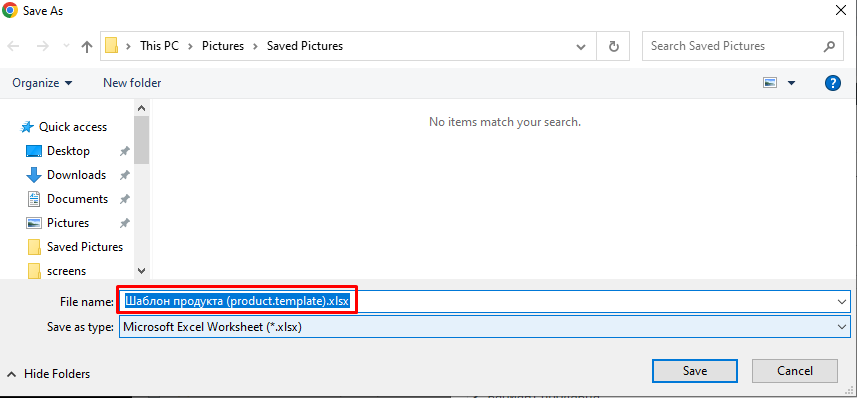 Save As
This PC > Pictures > Saved Pictures
Search Saved Pictures
Organize
New folder
?
Quick access
Desktop
Downloads
Documents
Pictures
Saved Pictures
screens
No items match your search.
File name: Шаблон продукта (product.template).xlsx
Save as type: Microsoft Excel Worksheet (*.xlsx)
Hide Folders
Save
Cancel